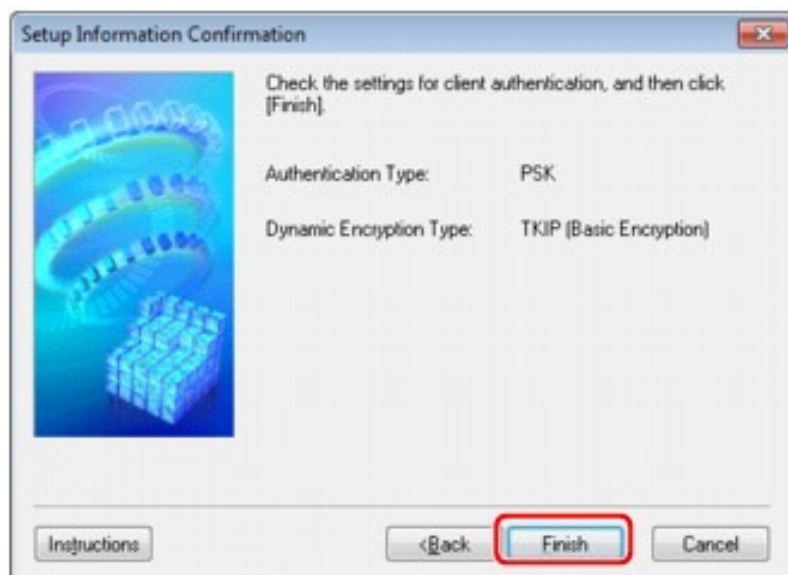 Setup Information Confirmation
Check the settings for client authentication, and then click
[Finish].
Authentication Type: PSK
Dynamic Encryption Type: TKIP (Basic Encryption)
Instructions
<Back
Finish
Cancel